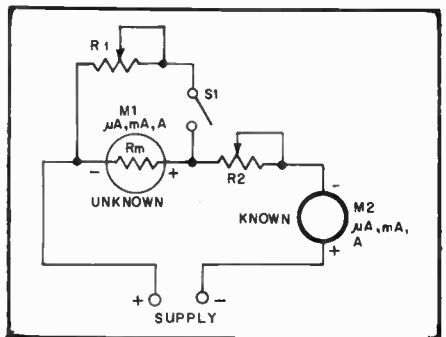 R1
S1
M1
μA, mA, A
Rm
- +
UNKNOWN
R2
-
KNOWN
M2
μA, mA,
A
+
+ -
SUPPLY